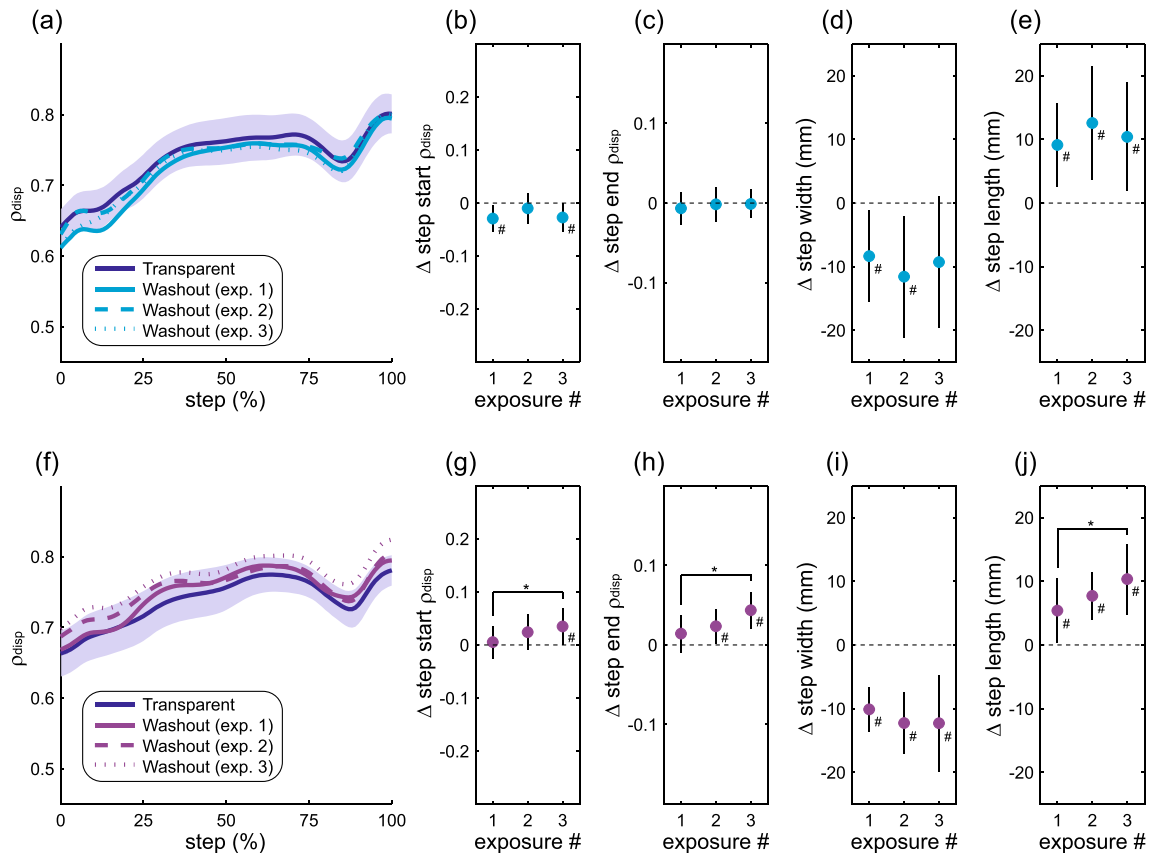 (a)
0.8
0.7
0.6
0.5
ρdisp
Transparent
Washout (exp. 1)
Washout (exp. 2)
Washout (exp. 3)
0 25 50 75 100
step (%)
(b)
0.2
0.1
0
-0.1
-0.2
Δ step start ρdisp
#
#
1 2 3
exposure #
(c)
0.1
0
-0.1
Δ step end ρdisp
1 2 3
exposure #
(d)
20
10
0
-10
-20
Δ step width (mm)
#
#
1 2 3
exposure #
(e)
20
10
0
-10
-20
Δ step length (mm)
#
#
#
1 2 3
exposure #
(f)
0.8
0.7
0.6
0.5
ρdisp
Transparent
Washout (exp. 1)
Washout (exp. 2)
Washout (exp. 3)
0 25 50 75 100
step (%)
(g)
0.2
0.1
0
-0.1
-0.2
Δ step start ρdisp
*
#
1 2 3
exposure #
(h)
0.1
0
-0.1
Δ step end ρdisp
*
#
#
1 2 3
exposure #
(i)
20
10
0
-10
-20
Δ step width (mm)
#
#
#
1 2 3
exposure #
(j)
20
10
0
-10
-20
Δ step length (mm)
*
#
#
#
1 2 3
exposure #